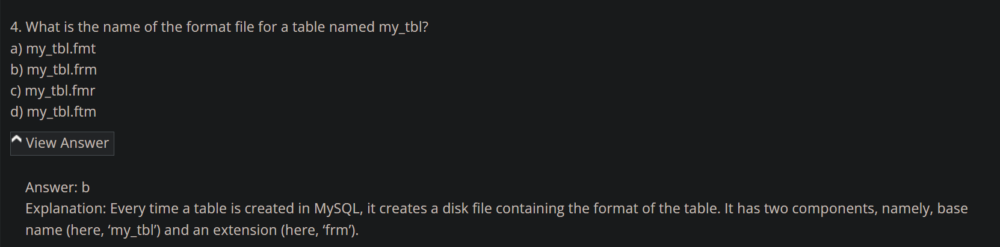 4. What is the name of the format file for a table named my_tbl?
a) my_tbl.fmt
b) my_tbl.frm
c) my_tbl.fmr
d) my_tbl.ftm
View Answer
Answer: b
Explanation: Every time a table is created in MySQL, it creates a disk file containing the format of the table. It has two components, namely, base
name (here, ‘my_tbl’) and an extension (here, ‘frm’).